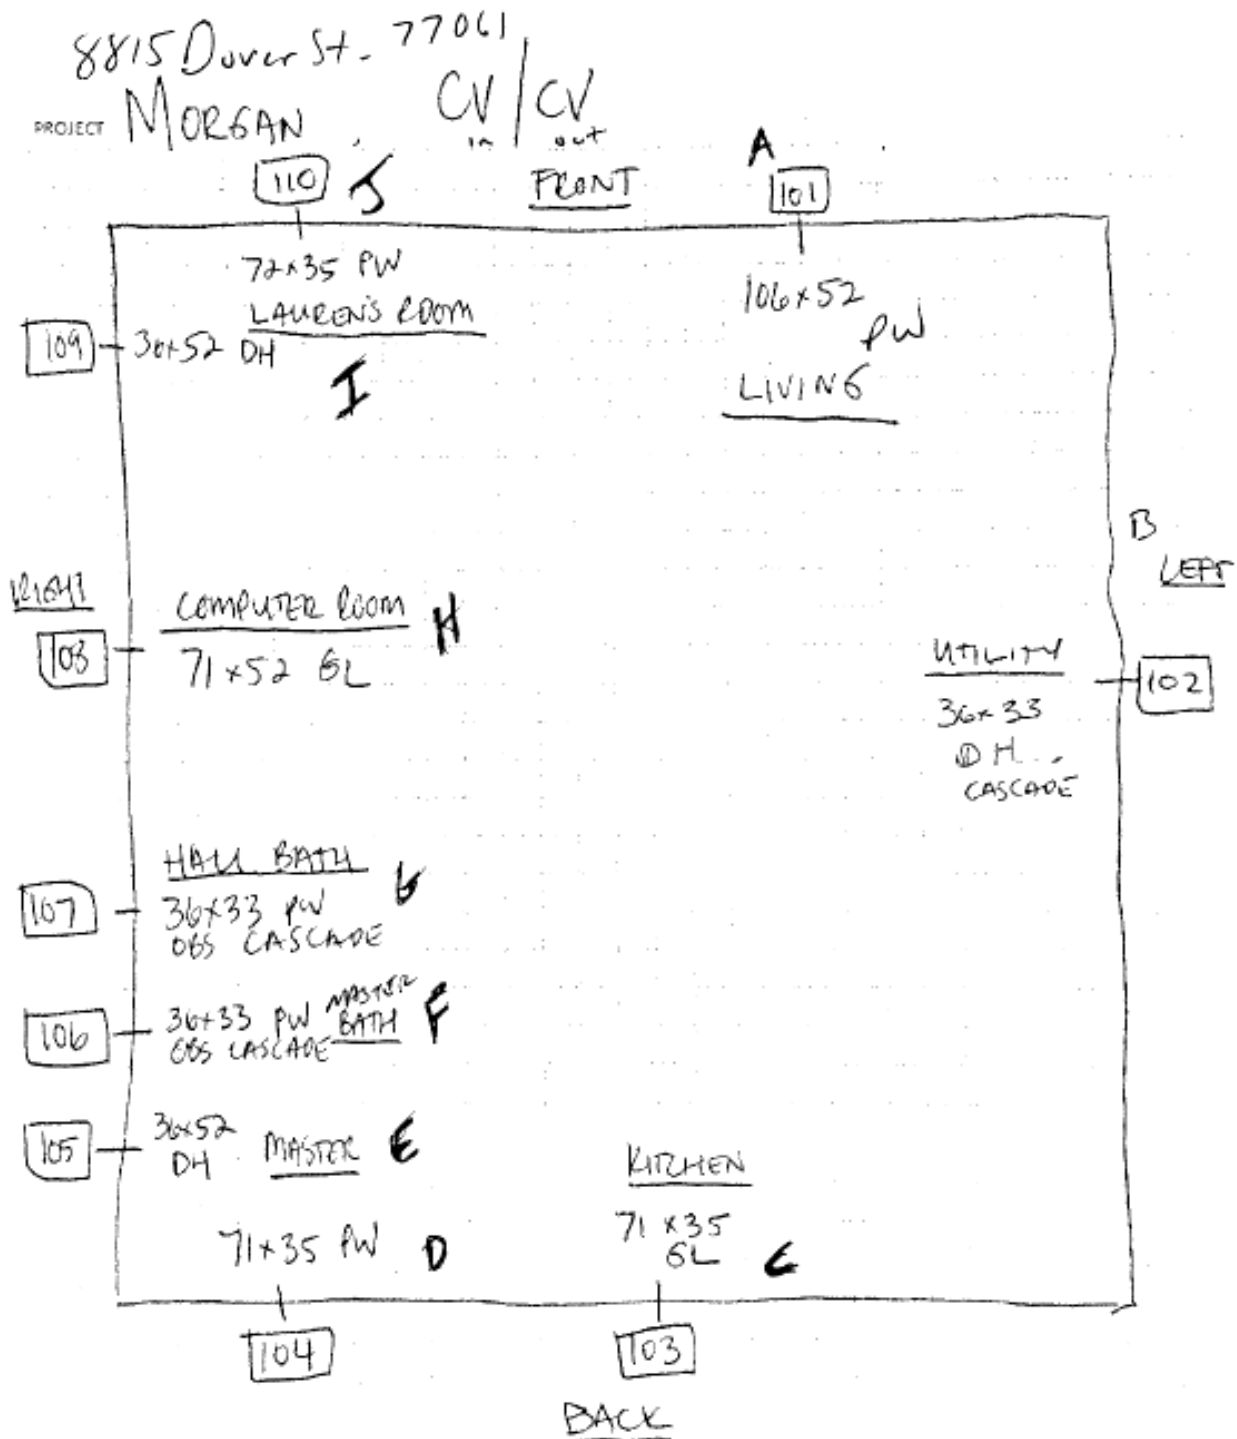 8815 Dover St. 77061
PROJECT MORGAN CV in / CV out
110 J FRONT A 101
72x35 PW
LAUREN'S ROOM
109 36x52 DH
I
106x52
PW
LIVING
B
LEFT
RIGHT
COMPUTER ROOM H
108 71x52 GL
UTILITY
102
36x33
DH
CASCADE
HALL BATH G
107 36x33 PW
OBS CASCADE
106 36x33 PW MASTER BATH F
OBS CASCADE
105 36x52
DH MASTER E
KITCHEN
71x35 PW D
71x35
GL C
104 103
BACK